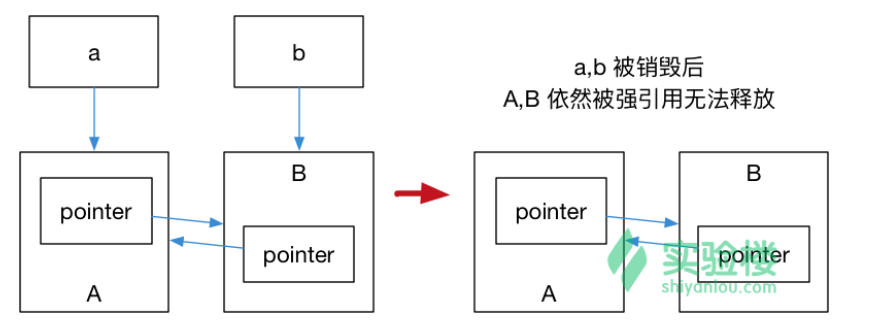 a
b
a,b 被销毁后
A,B 依然被强引用无法释放
B
pointer
pointer
A
B
pointer
pointer
A
实验楼
shiyanlou.com